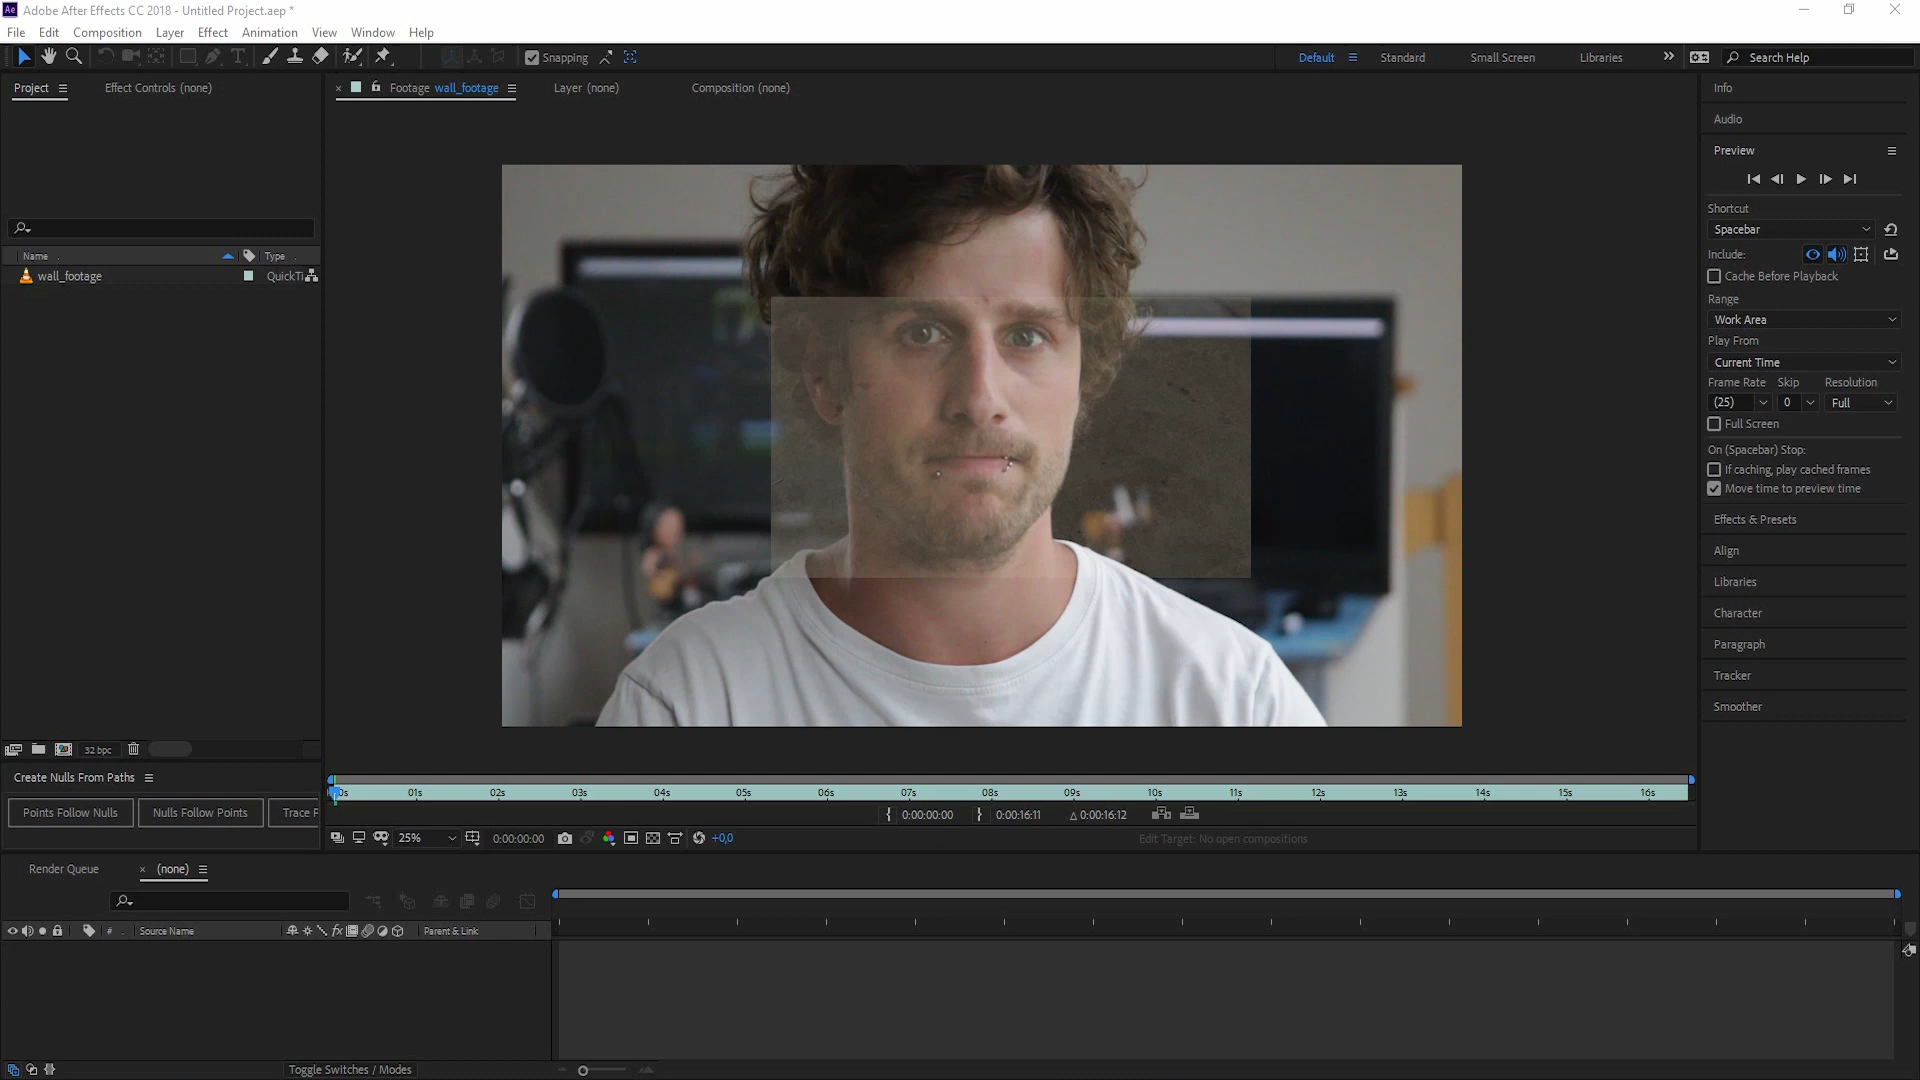 Adobe After Effects CC 2018 - Untitled Project.aep *
File Edit Composition Layer Effect Animation View Window Help
Snapping Default Standard Small Screen Libraries Search Help
Project Effect Controls (none)
Footage wall_footage Layer (none) Composition (none)
Name Type
wall_footage QuickTi
32 bpc
Create Nulls From Paths
Points Follow Nulls Nulls Follow Points Trace P
0s 01s 02s 03s 04s 05s 06s 07s 08s 09s 10s 11s 12s 13s 14s 15s 16s
0:00:00:00 0:00:16:11 Δ 0:00:16:12
25% 0:00:00:00 +0,0 Edit Target: No open compositions
Info
Audio
Preview
Shortcut
Spacebar
Include:
Cache Before Playback
Range
Work Area
Play From
Current Time
Frame Rate Skip Resolution
(25) 0 Full
Full Screen
On (Spacebar) Stop:
If caching, play cached frames
Move time to preview time
Effects & Presets
Align
Libraries
Character
Paragraph
Tracker
Smoother
Render Queue (none)
# Source Name Parent & Link
Toggle Switches / Modes